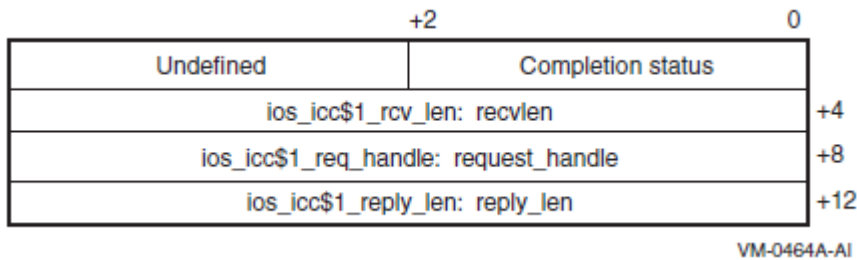 +2 0
Undefined Completion status
ios_icc$1_rcv_len: recvlen +4
ios_icc$1_req_handle: request_handle +8
ios_icc$1_reply_len: reply_len +12
VM-0464A-AI